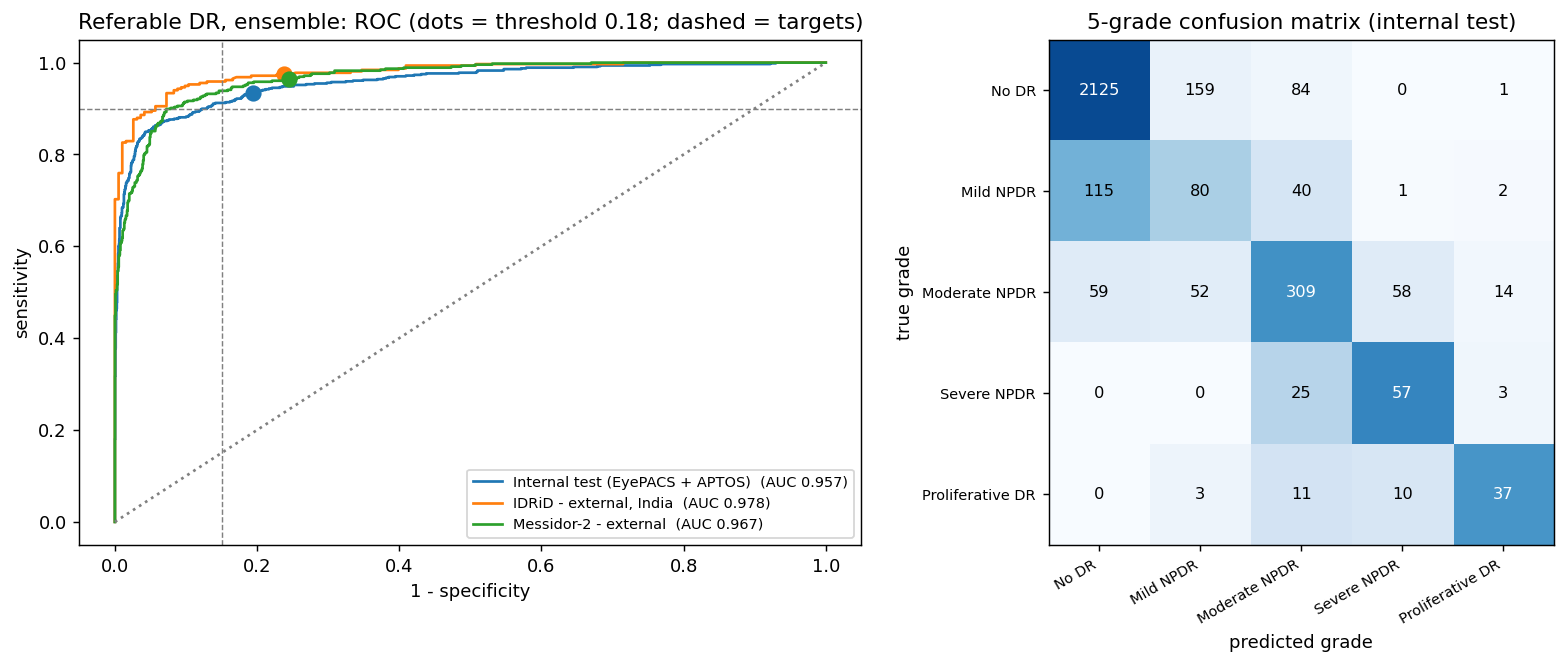 Referable DR, ensemble: ROC (dots = threshold 0.18; dashed = targets)
1.0
0.8
0.6
0.4
0.2
0.0
sensitivity
0.0 0.2 0.4 0.6 0.8 1.0
1 - specificity
Internal test (EyePACS + APTOS) (AUC 0.957)
IDRiD - external, India (AUC 0.978)
Messidor-2 - external (AUC 0.967)
5-grade confusion matrix (internal test)
true grade
No DR 2125 159 84 0 1
Mild NPDR 115 80 40 1 2
Moderate NPDR 59 52 309 58 14
Severe NPDR 0 0 25 57 3
Proliferative DR 0 3 11 10 37
No DR Mild NPDR Moderate NPDR Severe NPDR Proliferative DR
predicted grade